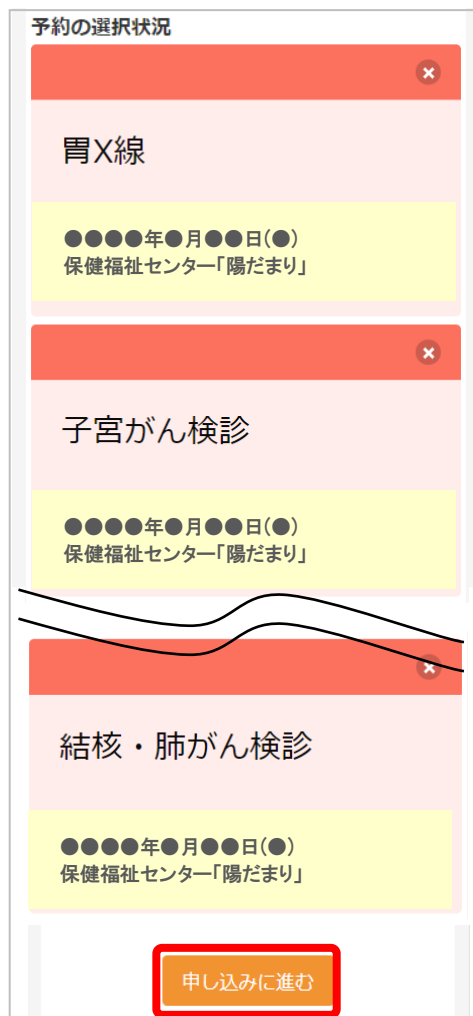 予約の選択状況
胃X線
●●●●年●月●●日(●)
保健福祉センター「陽だまり」
子宮がん検診
●●●●年●月●●日(●)
保健福祉センター「陽だまり」
結核・肺がん検診
●●●●年●月●●日(●)
保健福祉センター「陽だまり」
申し込みに進む